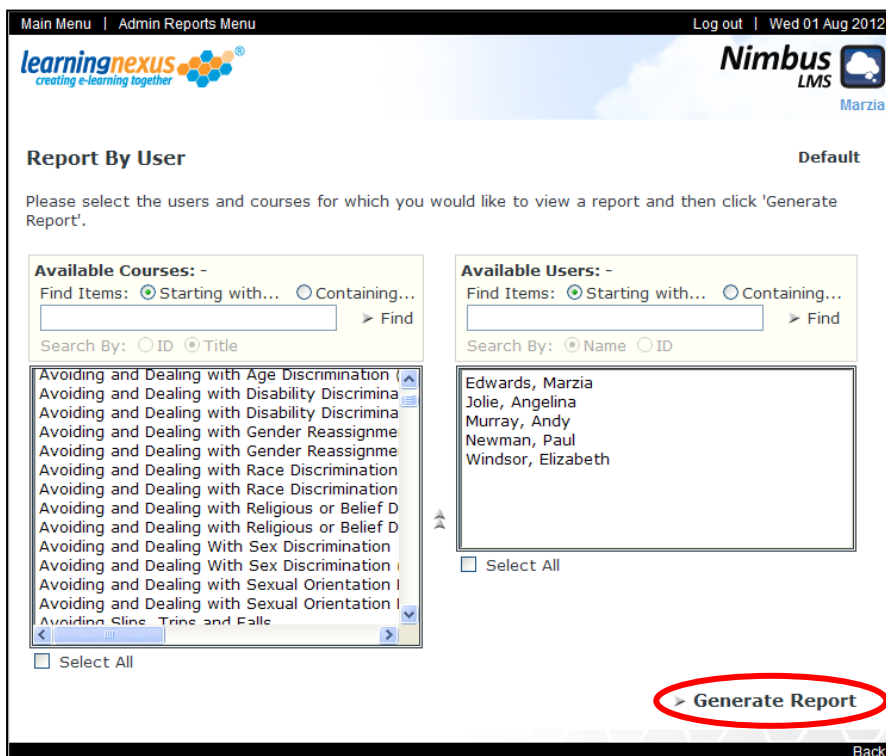 Main Menu | Admin Reports Menu Log out | Wed 01 Aug 2012
learningnexus®
creating e-learning together
Nimbus
LMS
Marzia
Report By User Default
Please select the users and courses for which you would like to view a report and then click 'Generate
Report'.
Available Courses: -
Find Items: Starting with... Containing...
Find
Search By: ID Title
Avoiding and Dealing with Age Discrimination (
Avoiding and Dealing with Disability Discrimina
Avoiding and Dealing with Disability Discrimina
Avoiding and Dealing with Gender Reassignme
Avoiding and Dealing with Gender Reassignme
Avoiding and Dealing with Race Discrimination
Avoiding and Dealing with Race Discrimination
Avoiding and Dealing with Religious or Belief D
Avoiding and Dealing with Religious or Belief D
Avoiding and Dealing With Sex Discrimination
Avoiding and Dealing With Sex Discrimination (
Avoiding and Dealing with Sexual Orientation
Avoiding and Dealing with Sexual Orientation
Avoiding Slips, Trips and Falls
Select All
Available Users: -
Find Items: Starting with... Containing...
Find
Search By: Name ID
Edwards, Marzia
Jolie, Angelina
Murray, Andy
Newman, Paul
Windsor, Elizabeth
Select All
Generate Report
Back